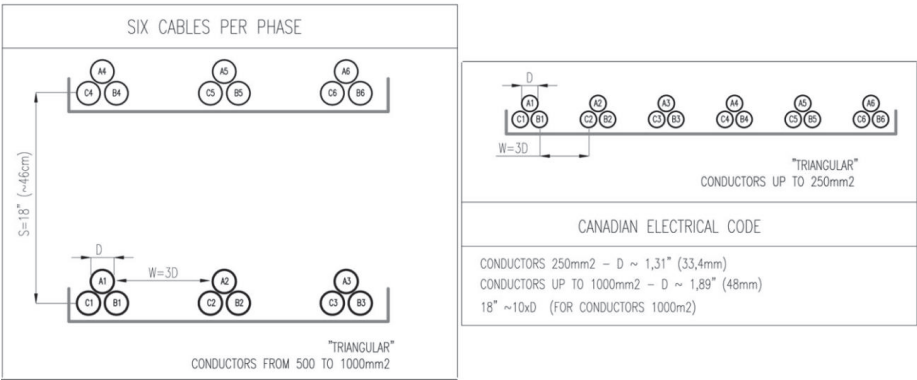 SIX CABLES PER PHASE
A4 A5 A6
C4 B4 C5 B5 C6 B6
S=18" (~46cm)
D
A1 W=3D A2 A3
C1 B1 C2 B2 C3 B3
"TRIANGULAR"
CONDUCTORS FROM 500 TO 1000mm2
D
A1 A2 A3 A4 A5 A6
C1 B1 C2 B2 C3 B3 C4 B4 C5 B5 C6 B6
W=3D
"TRIANGULAR"
CONDUCTORS UP TO 250mm2
CANADIAN ELECTRICAL CODE
CONDUCTORS 250mm2 – D ~ 1,31" (33,4mm)
CONDUCTORS UP TO 1000mm2 – D ~ 1,89" (48mm)
18" ~10xD (FOR CONDUCTORS 1000m2)